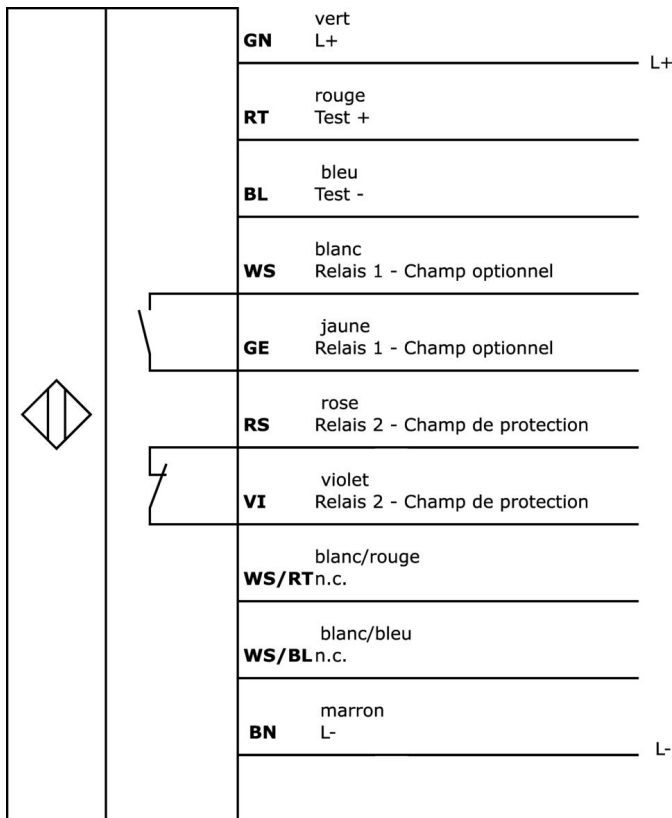 vert
GN L+
L+
rouge
RT Test +
bleu
BL Test -
blanc
WS Relais 1 - Champ optionnel
jaune
GE Relais 1 - Champ optionnel
rose
RS Relais 2 - Champ de protection
violet
VI Relais 2 - Champ de protection
blanc/rouge
WS/RT n.c.
blanc/bleu
WS/BL n.c.
marron
BN L-
L-